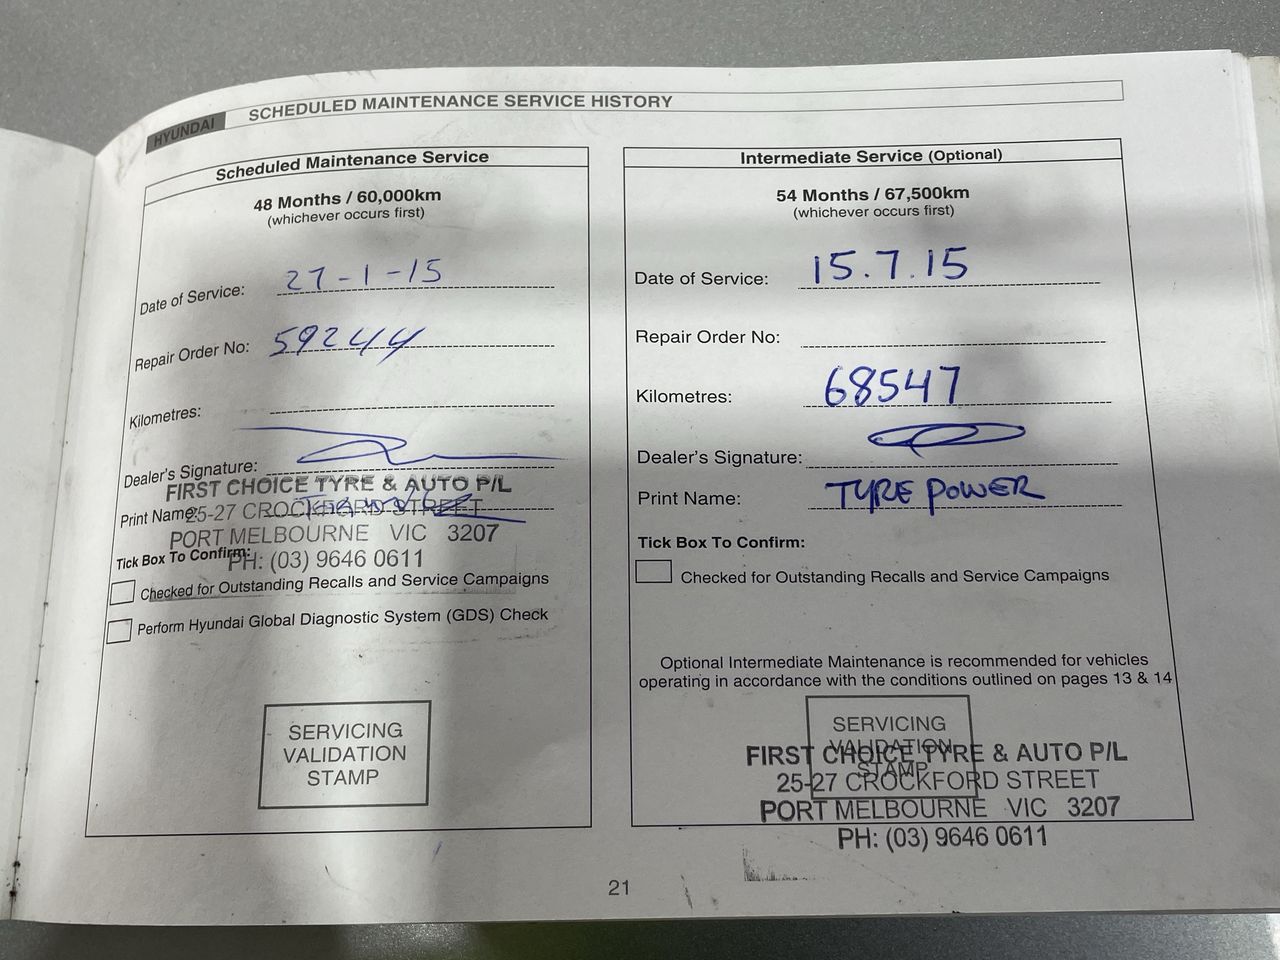 HYUNDAI SCHEDULED MAINTENANCE SERVICE HISTORY
Scheduled Maintenance Service
48 Months / 60,000km
(whichever occurs first)
Date of Service: 27-1-15
Repair Order No: 59244
Kilometres:
Dealer's Signature:
FIRST CHOICE TYRE & AUTO P/L
Print Name:
25-27 CROCKFORD STREET
PORT MELBOURNE VIC 3207
Tick Box To Confirm:
PH: (03) 9646 0611
Checked for Outstanding Recalls and Service Campaigns
Perform Hyundai Global Diagnostic System (GDS) Check
SERVICING
VALIDATION
STAMP
Intermediate Service (Optional)
54 Months / 67,500km
(whichever occurs first)
Date of Service: 15.7.15
Repair Order No:
Kilometres: 68547
Dealer's Signature:
Print Name: TYRE POWER
Tick Box To Confirm:
Checked for Outstanding Recalls and Service Campaigns
Optional Intermediate Maintenance is recommended for vehicles
operating in accordance with the conditions outlined on pages 13 & 14
SERVICING
VALIDATION
STAMP
FIRST CHOICE TYRE & AUTO P/L
25-27 CROCKFORD STREET
PORT MELBOURNE VIC 3207
PH: (03) 9646 0611
21